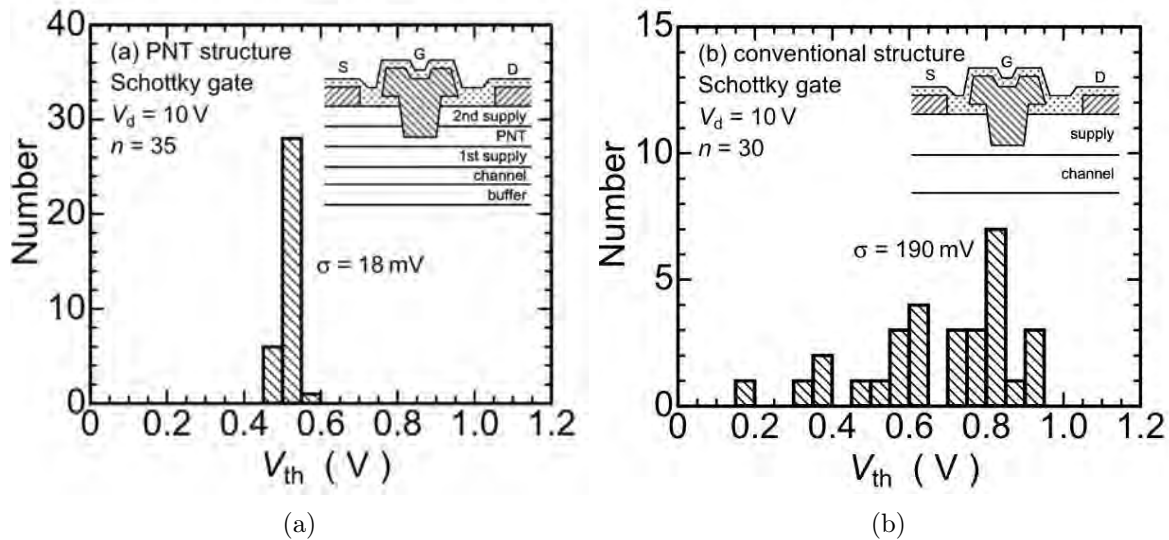 40
30
20
10
0
Number
(a) PNT structure
Schottky gate
V_d = 10 V
n = 35
S
G
D
2nd supply
PNT
1st supply
channel
buffer
σ = 18 mV
0 0.2 0.4 0.6 0.8 1.0 1.2
V_th ( V )
(a)
15
10
5
0
Number
(b) conventional structure
Schottky gate
V_d = 10 V
n = 30
S
G
D
supply
channel
σ = 190 mV
0 0.2 0.4 0.6 0.8 1.0 1.2
V_th ( V )
(b)